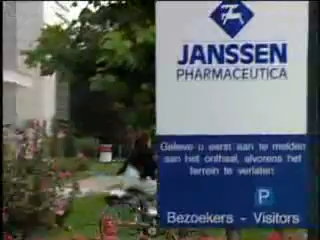 JANSSEN
PHARMACEUTICA
Gelieve u eerst aan te melden
aan het onthaal, alvorens het
terrein te verlaten
P
Bezoekers - Visitors